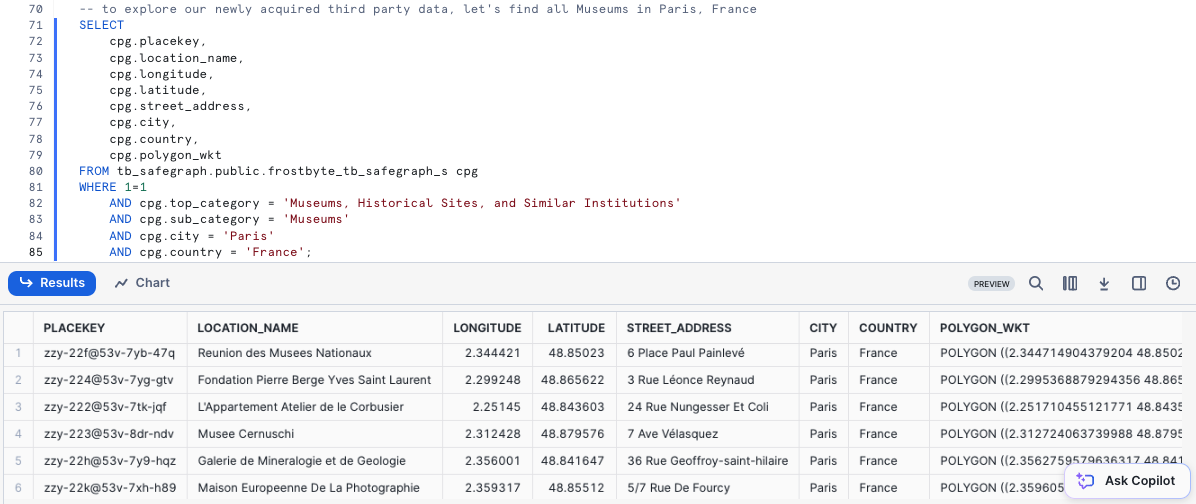 70 -- to explore our newly acquired third party data, let's find all Museums in Paris, France
71 SELECT
72 cpg.placekey,
73 cpg.location_name,
74 cpg.longitude,
75 cpg.latitude,
76 cpg.street_address,
77 cpg.city,
78 cpg.country,
79 cpg.polygon_wkt
80 FROM tb_safegraph.public.frostbyte_tb_safegraph_s cpg
81 WHERE 1=1
82 AND cpg.top_category = 'Museums, Historical Sites, and Similar Institutions'
83 AND cpg.sub_category = 'Museums'
84 AND cpg.city = 'Paris'
85 AND cpg.country = 'France';
Results Chart PREVIEW
PLACEKEY LOCATION_NAME LONGITUDE LATITUDE STREET_ADDRESS CITY COUNTRY POLYGON_WKT
1 zzy-22f@53v-7yb-47q Reunion des Musees Nationaux 2.344421 48.85023 6 Place Paul Painlevé Paris France POLYGON ((2.344714904379204 48.8502
2 zzy-224@53v-7yg-gtv Fondation Pierre Berge Yves Saint Laurent 2.299248 48.865622 3 Rue Léonce Reynaud Paris France POLYGON ((2.2995368879294356 48.865
3 zzy-222@53v-7tk-jqf L'Appartement Atelier de le Corbusier 2.25145 48.843603 24 Rue Nungesser Et Coli Paris France POLYGON ((2.251710455121771 48.8435
4 zzy-223@53v-8dr-ndv Musee Cernuschi 2.312428 48.879576 7 Ave Vélasquez Paris France POLYGON ((2.312724063739988 48.8795
5 zzy-22h@53v-7y9-hqz Galerie de Mineralogie et de Geologie 2.356001 48.841647 36 Rue Geoffroy-saint-hilaire Paris France POLYGON ((2.3562759579636317 48.841
6 zzy-22k@53v-7xh-h89 Maison Europeenne De La Photographie 2.359317 48.85512 5/7 Rue De Fourcy Paris France POLYGON ((2.359605
Ask Copilot